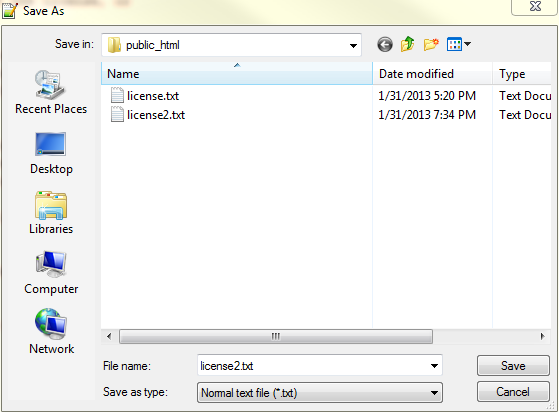 Save As
Save in: public_html
Name Date modified Type
license.txt 1/31/2013 5:20 PM Text Docu
license2.txt 1/31/2013 7:34 PM Text Docu
Recent Places
Desktop
Libraries
Computer
Network
File name: license2.txt Save
Save as type: Normal text file (*.txt) Cancel